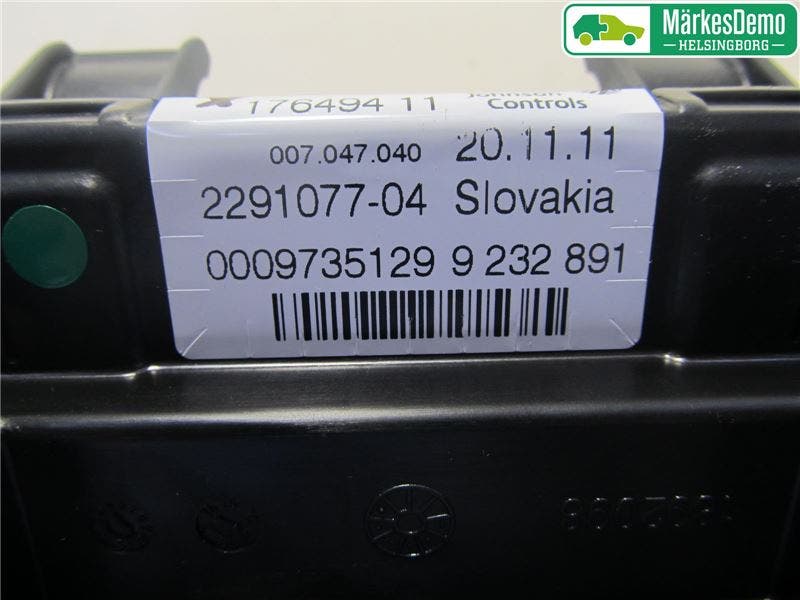 MärkesDemo
HELSINGBORG
176494 11 Johnson
Controls
007.047.040 20.11.11
2291077-04 Slovakia
0009735129 9 232 891